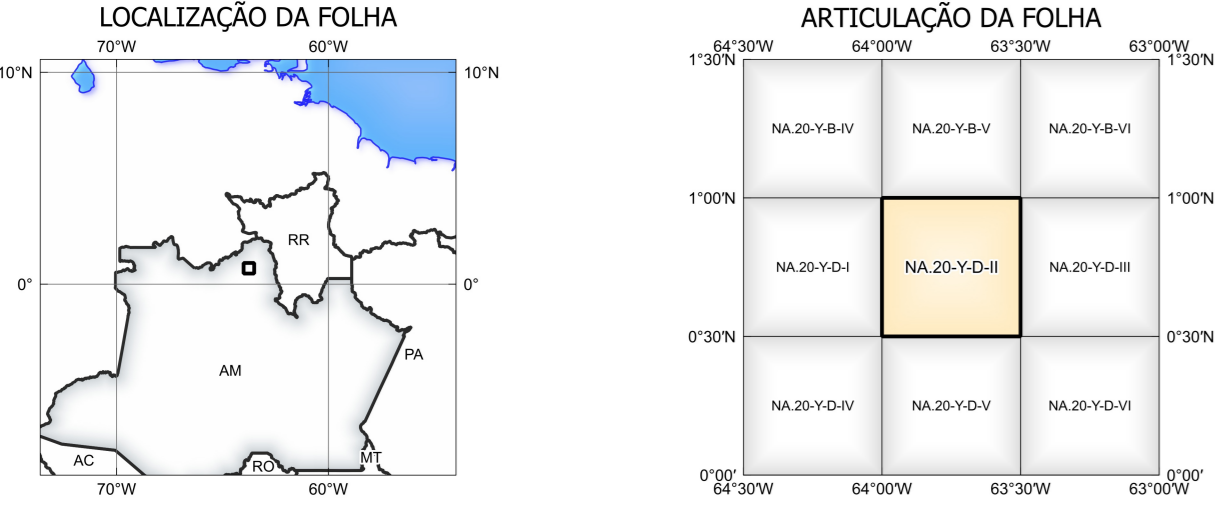 LOCALIZAÇÃO DA FOLHA
70°W 60°W
10°N 10°N
RR
0° 0°
PA
AM
AC
RO
MT
70°W 60°W
ARTICULAÇÃO DA FOLHA
64°30′W 64°00′W 63°30′W 63°00′W
1°30′N 1°30′N
NA.20-Y-B-IV NA.20-Y-B-V NA.20-Y-B-VI
1°00′N 1°00′N
NA.20-Y-D-I NA.20-Y-D-II NA.20-Y-D-III
0°30′N 0°30′N
NA.20-Y-D-IV NA.20-Y-D-V NA.20-Y-D-VI
0°00′ 0°00′
64°30′W 64°00′W 63°30′W 63°00′W